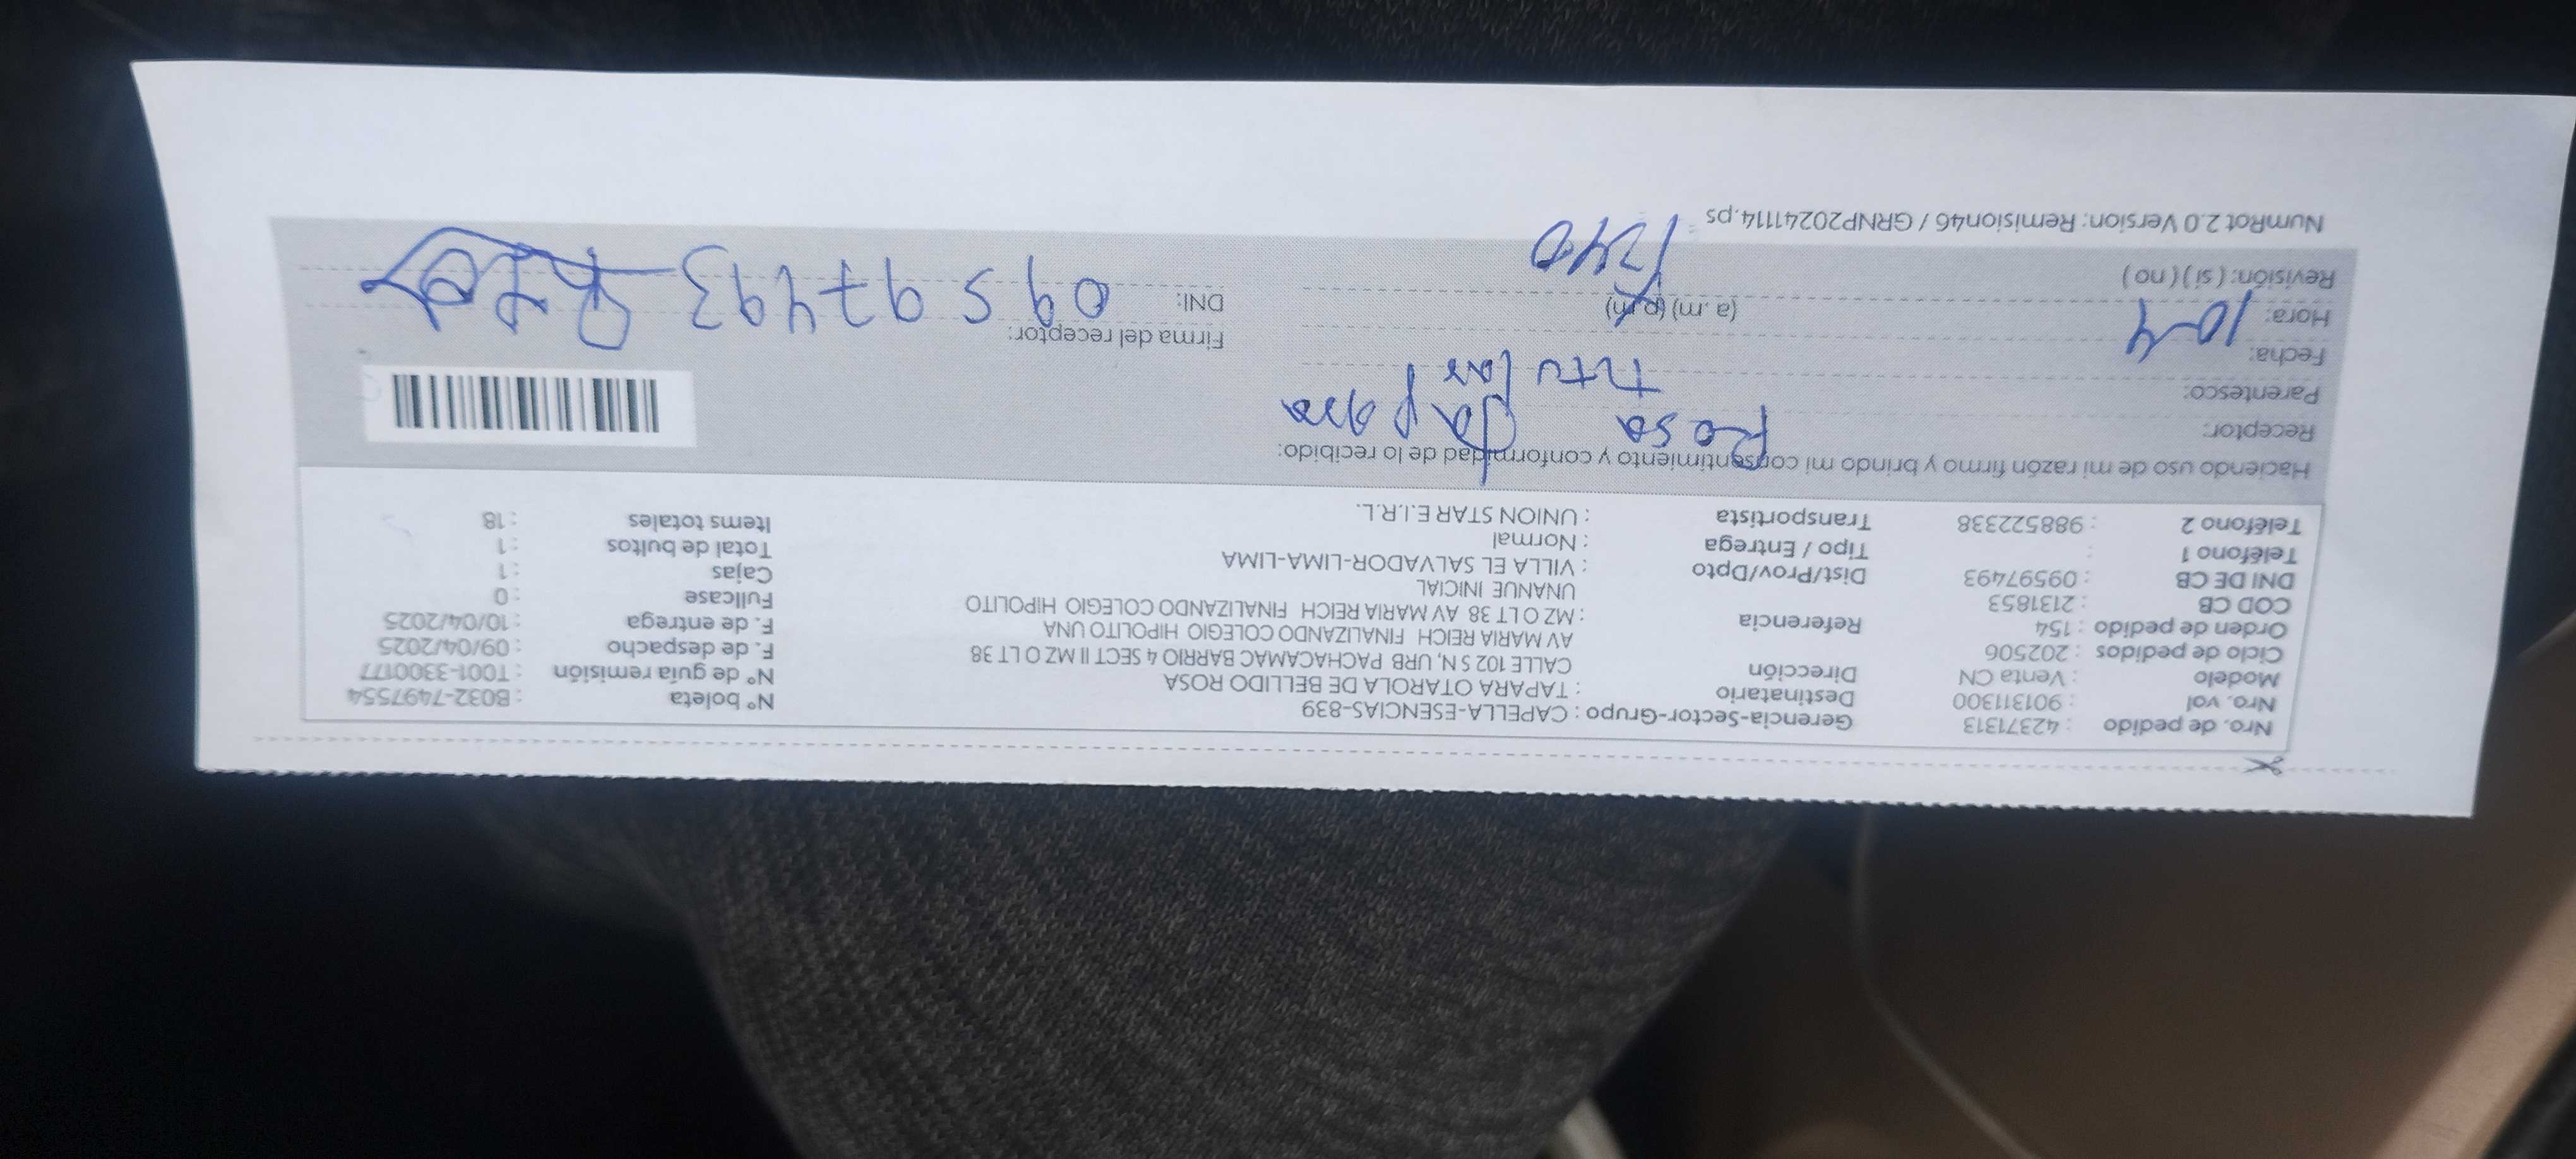 Nro. de pedido : 42371313 Gerencia-Sector-Grupo : CAPELLA-ESENCIAS-839 N° boleta : B032-7497554
Nro. vol : 901311300 Destinatario : TAPARA OTAROLA DE BELLIDO ROSA N° de guía remisión : T001-3300177
Modelo : Venta CN Dirección CALLE 102 S N, URB PACHACAMAC BARRIO 4 SECT II MZ O LT 38 F. de despacho : 09/04/2025
Ciclo de pedidos : 202506 AV MARIA REICH FINALIZANDO COLEGIO HIPOLITO UNA F. de entrega : 10/04/2025
Orden de pedido : 154 Referencia : MZ O LT 38 AV MARIA REICH FINALIZANDO COLEGIO HIPOLITO Fullcase : 0
COD CB : 2131853 UNANUE INICIAL Cajas : 1
DNI DE CB : 09597493 Dist/Prov/Dpto : VILLA EL SALVADOR-LIMA-LIMA Total de bultos : 1
Teléfono 1 : Tipo / Entrega : Normal Items totales : 18
Teléfono 2 : 988522338 Transportista : UNION STAR E.I.R.L.
Haciendo uso de mi razón firmo y brindo mi consentimiento y conformidad de lo recibido:
Receptor: Rosa
Parentesco: titular
Fecha: 10-4 Firma del receptor:
Hora: (a .m) (p.m) DNI: 09597493
Revisión: ( si ) ( no ) 1240
NumRot 2.0 Version: Remision46 / GRNP20241114.ps